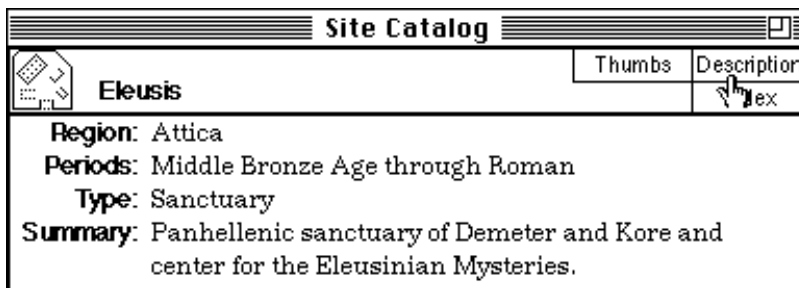 Site Catalog
Thumbs Description
Eleusis
Region: Attica
Periods: Middle Bronze Age through Roman
Type: Sanctuary
Summary: Panhellenic sanctuary of Demeter and Kore and
center for the Eleusinian Mysteries.